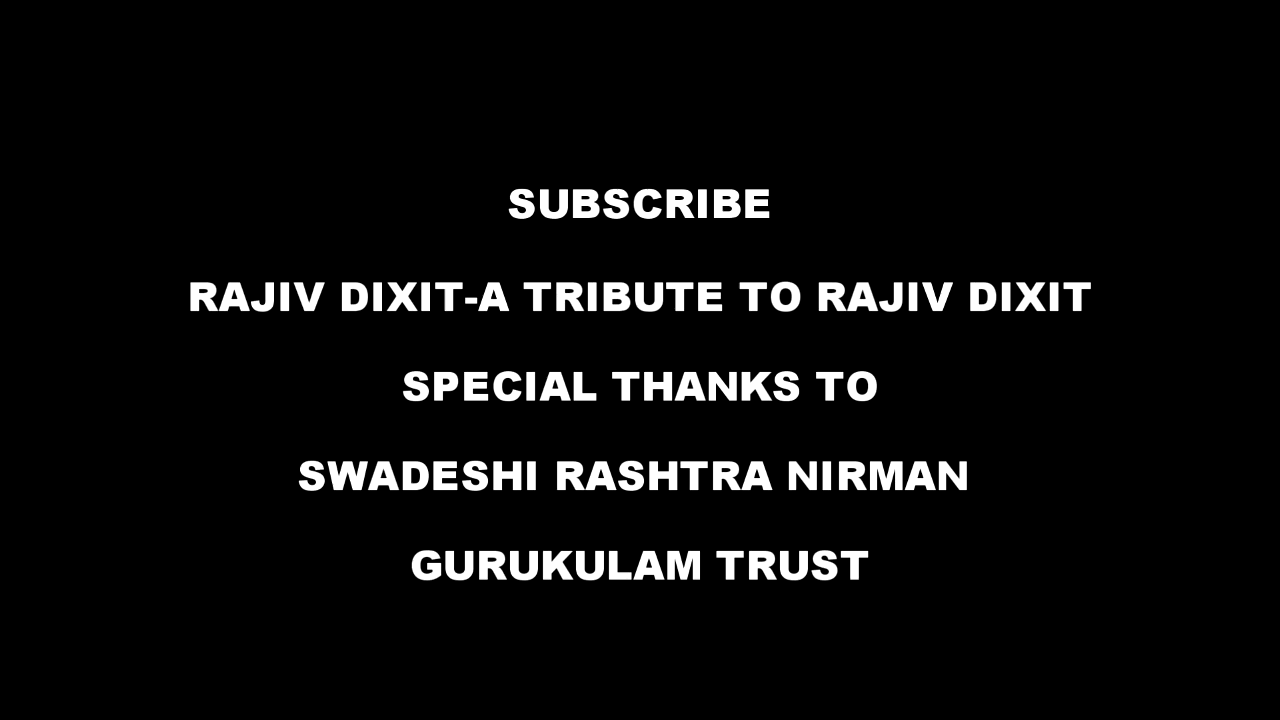 SUBSCRIBE
RAJIV DIXIT-A TRIBUTE TO RAJIV DIXIT
SPECIAL THANKS TO
SWADESHI RASHTRA NIRMAN
GURUKULAM TRUST